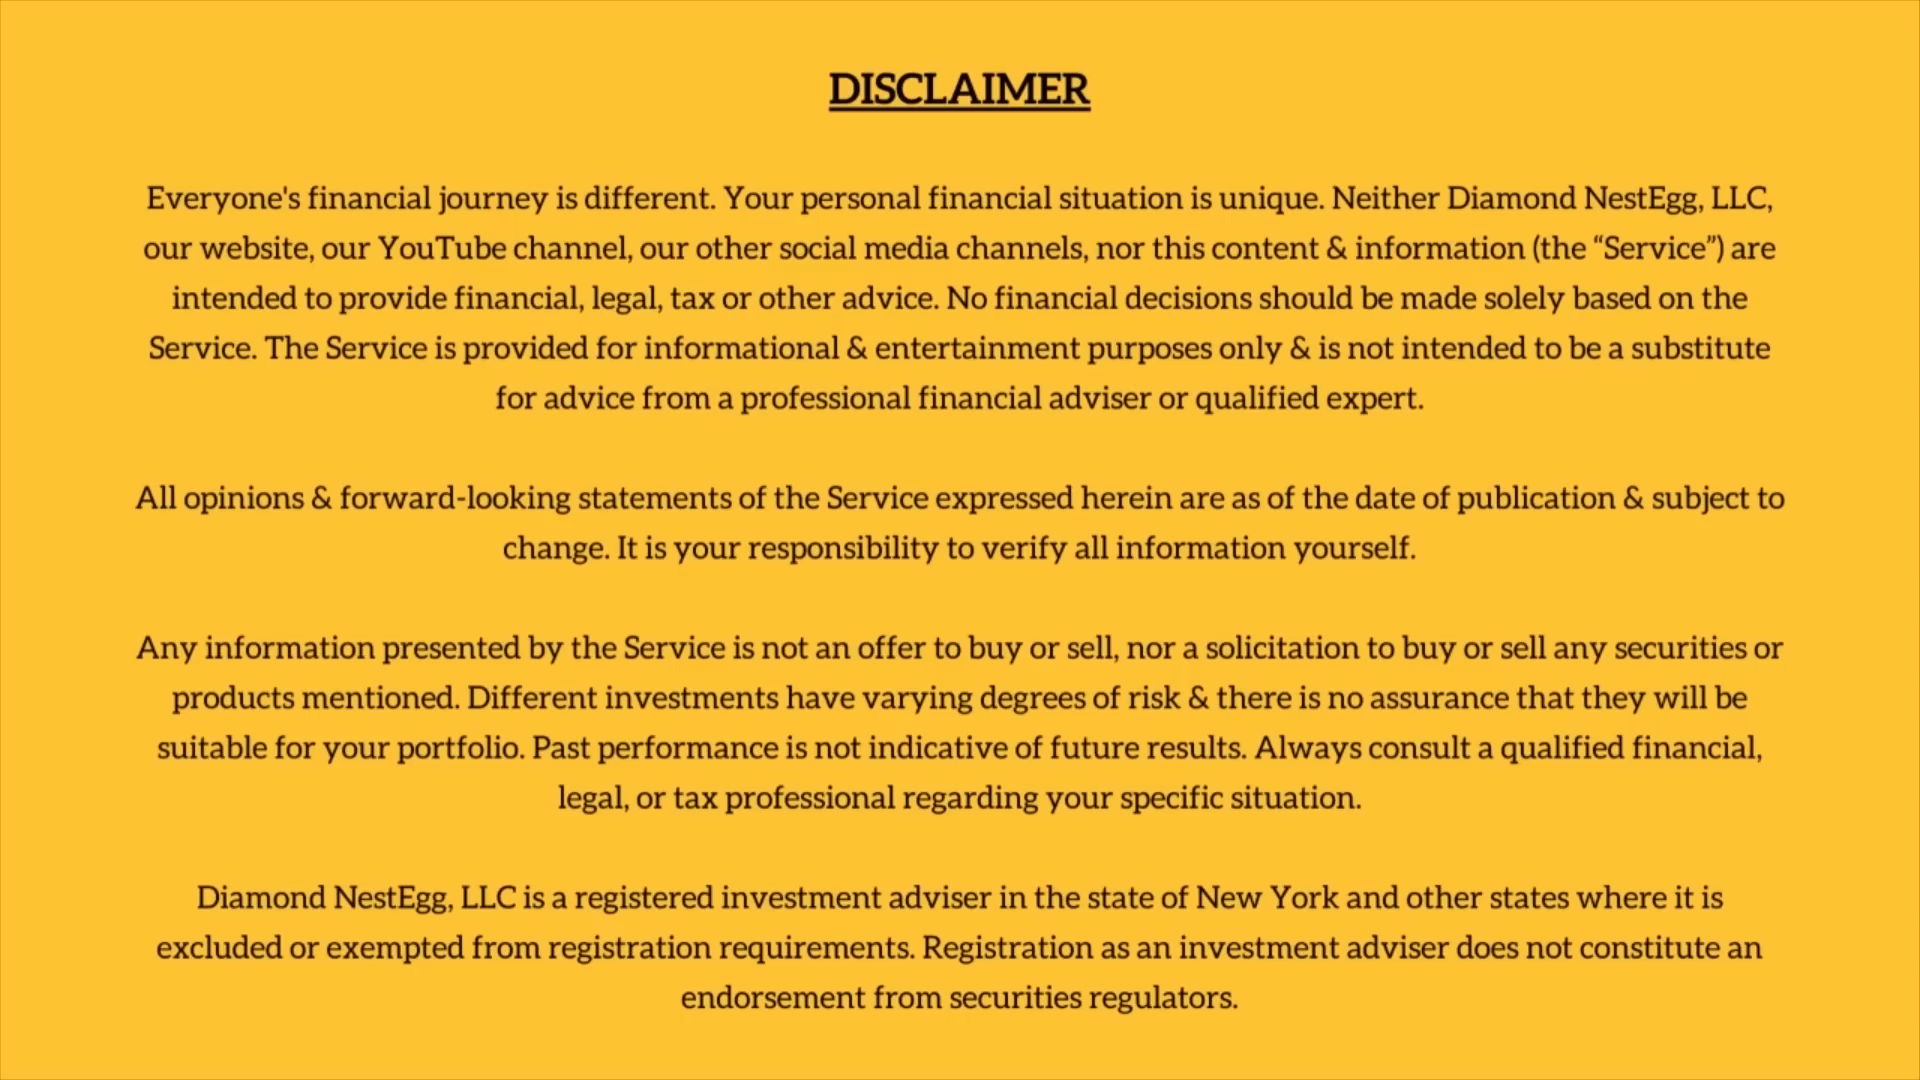 DISCLAIMER
Everyone's financial journey is different. Your personal financial situation is unique. Neither Diamond NestEgg, LLC,
our website, our YouTube channel, our other social media channels, nor this content & information (the “Service”) are
intended to provide financial, legal, tax or other advice. No financial decisions should be made solely based on the
Service. The Service is provided for informational & entertainment purposes only & is not intended to be a substitute
for advice from a professional financial adviser or qualified expert.
All opinions & forward-looking statements of the Service expressed herein are as of the date of publication & subject to
change. It is your responsibility to verify all information yourself.
Any information presented by the Service is not an offer to buy or sell, nor a solicitation to buy or sell any securities or
products mentioned. Different investments have varying degrees of risk & there is no assurance that they will be
suitable for your portfolio. Past performance is not indicative of future results. Always consult a qualified financial,
legal, or tax professional regarding your specific situation.
Diamond NestEgg, LLC is a registered investment adviser in the state of New York and other states where it is
excluded or exempted from registration requirements. Registration as an investment adviser does not constitute an
endorsement from securities regulators.